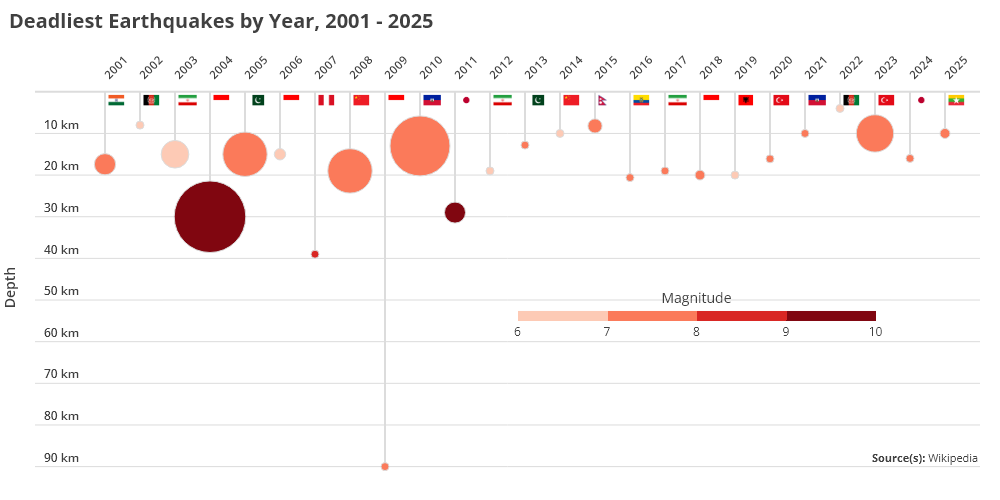 Deadliest Earthquakes by Year, 2001 - 2025
2001 2002 2003 2004 2005 2006 2007 2008 2009 2010 2011 2012 2013 2014 2015 2016 2017 2018 2019 2020 2021 2022 2023 2024 2025
10 km
20 km
30 km
40 km
50 km
60 km
70 km
80 km
90 km
Depth
Magnitude
6 7 8 9 10
Source(s): Wikipedia